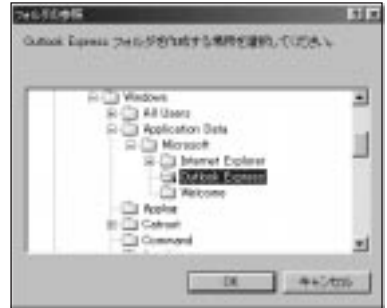 フォルダの参照
Outlook Express フォルダを作成する場所を選択してください。
Windows
All Users
Application Data
Microsoft
Internet Explorer
Outlook Express
Welcome
Applog
Catroot
Command
OK
キャンセル